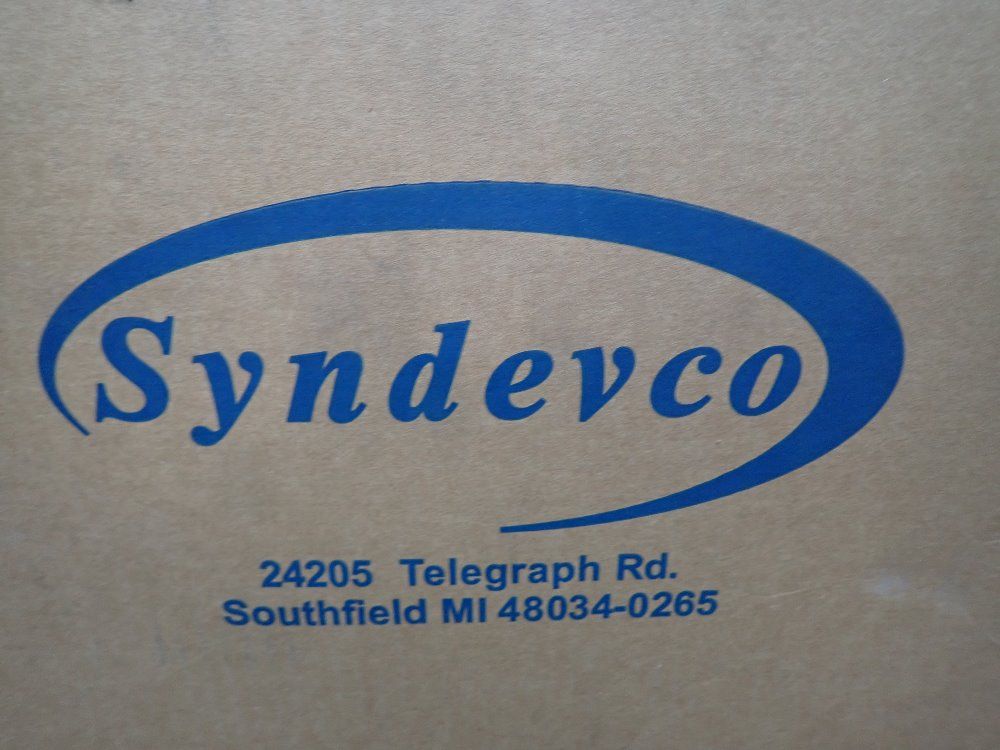 Syndevco
24205 Telegraph Rd.
Southfield MI 48034-0265